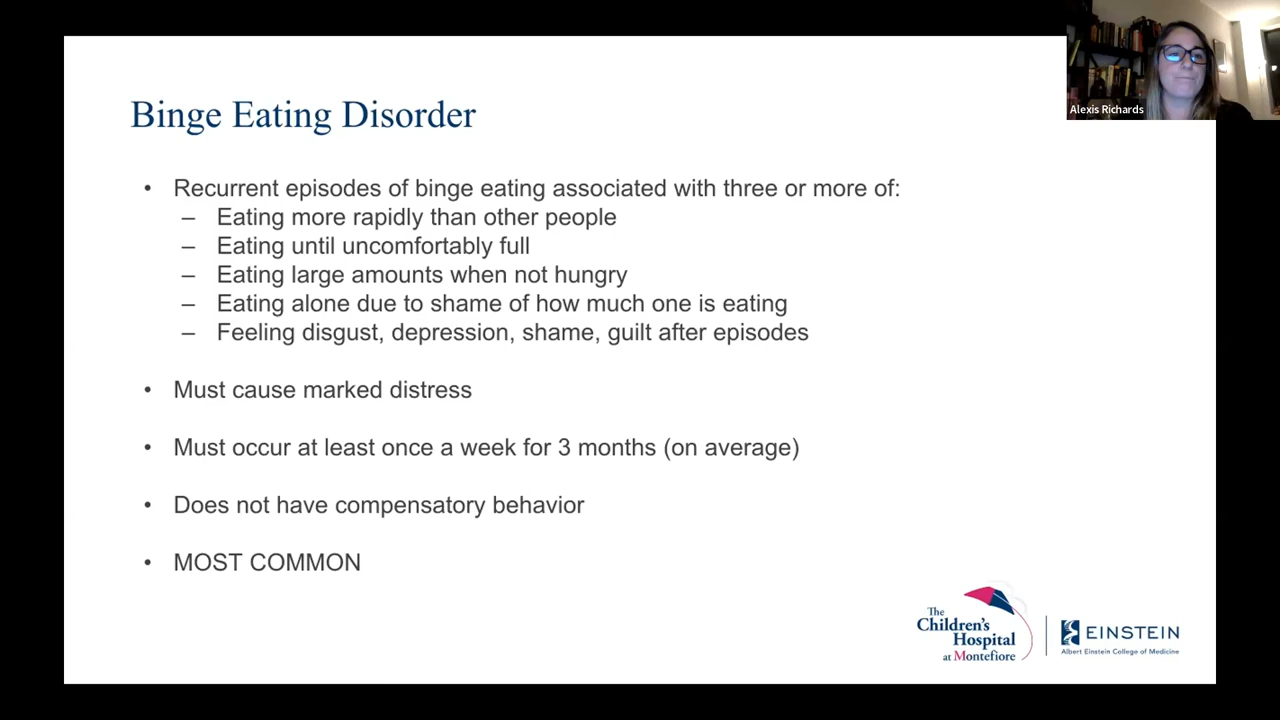 Alexis Richards
Binge Eating Disorder
• Recurrent episodes of binge eating associated with three or more of:
– Eating more rapidly than other people
– Eating until uncomfortably full
– Eating large amounts when not hungry
– Eating alone due to shame of how much one is eating
– Feeling disgust, depression, shame, guilt after episodes
• Must cause marked distress
• Must occur at least once a week for 3 months (on average)
• Does not have compensatory behavior
• MOST COMMON
The
Children's
Hospital
at Montefiore
EINSTEIN
Albert Einstein College of Medicine